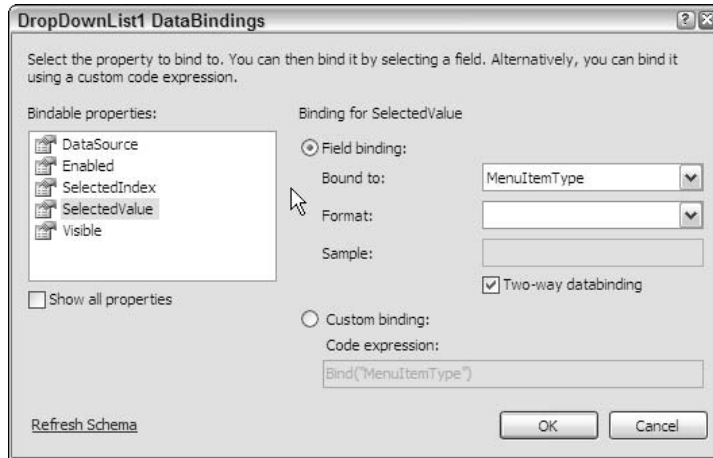 DropDownList1 DataBindings
Select the property to bind to. You can then bind it by selecting a field. Alternatively, you can bind it
using a custom code expression.
Bindable properties:
DataSource
Enabled
SelectedIndex
SelectedValue
Visible
Show all properties
Binding for SelectedValue
Field binding:
Bound to:
MenuItemType
Format:
Sample:
Two-way databinding
Custom binding:
Code expression:
Bind("MenuItemType")
Refresh Schema
OK
Cancel